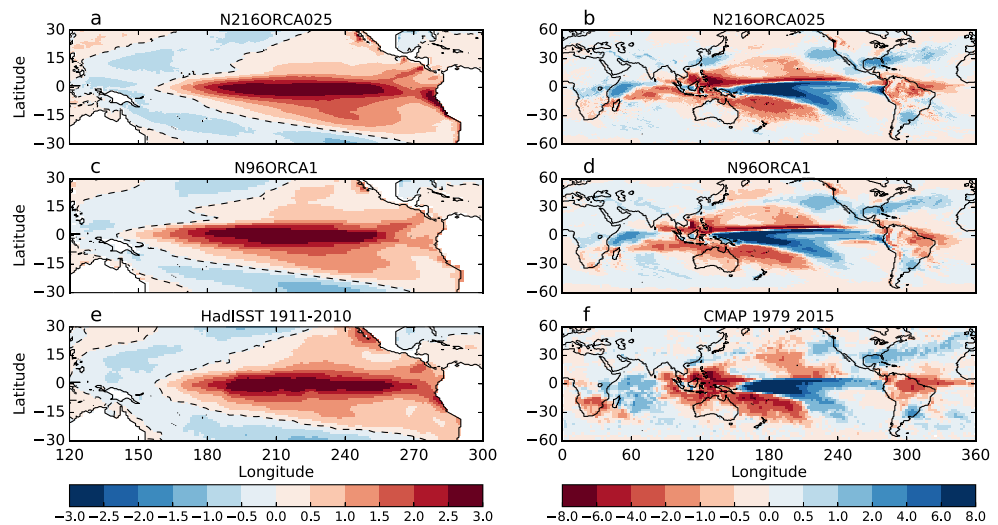 a N216ORCA025
b N216ORCA025
Latitude
30
15
0
−15
−30
60
30
0
−30
−60
c N96ORCA1
d N96ORCA1
Latitude
30
15
0
−15
−30
60
30
0
−30
−60
e HadISST 1911-2010
f CMAP 1979 2015
Latitude
30
15
0
−15
−30
60
30
0
−30
−60
120 150 180 210 240 270 300
0 60 120 180 240 300 360
Longitude
Longitude
−3.0 −2.5 −2.0 −1.5 −1.0 −0.5 0.0 0.5 1.0 1.5 2.0 2.5 3.0
−8.0 −6.0 −4.0 −2.0 −1.0 −0.5 0.0 0.5 1.0 2.0 4.0 6.0 8.0